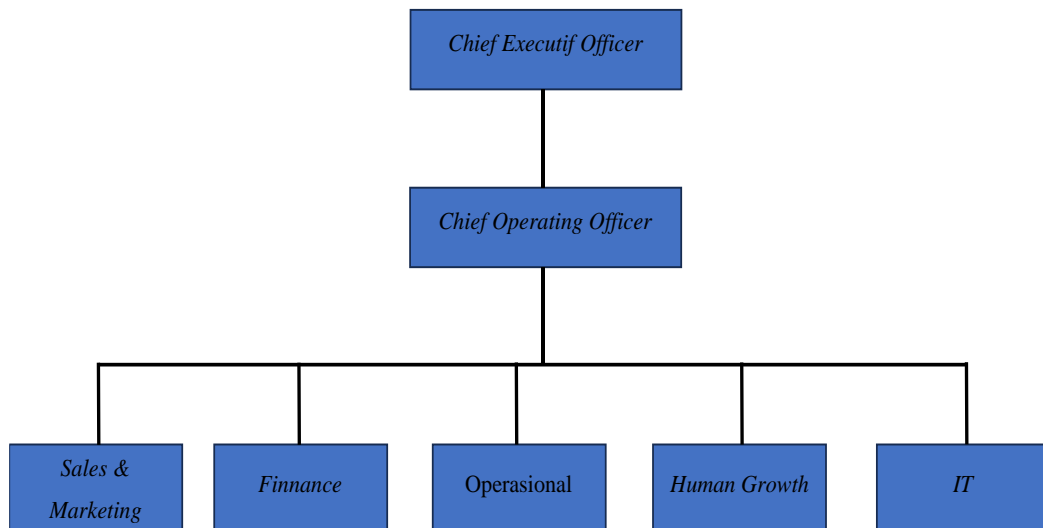 Chief Executif Officer
Chief Operating Officer
Sales &
Marketing
Finnance
Operasional
Human Growth
IT